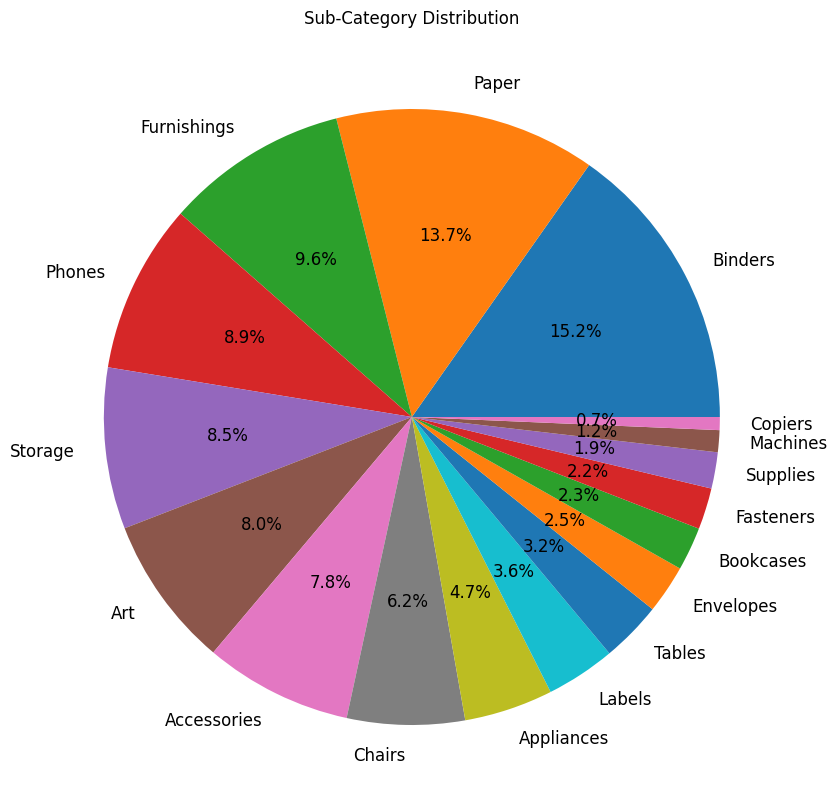 Sub-Category Distribution
Paper
Furnishings
Binders
Phones
Storage
Art
Accessories
Chairs
Appliances
Labels
Tables
Envelopes
Bookcases
Fasteners
Supplies
Machines
Copiers
15.2%
13.7%
9.6%
8.9%
8.5%
8.0%
7.8%
6.2%
4.7%
3.6%
3.2%
2.5%
2.3%
2.2%
1.9%
1.2%
0.7%